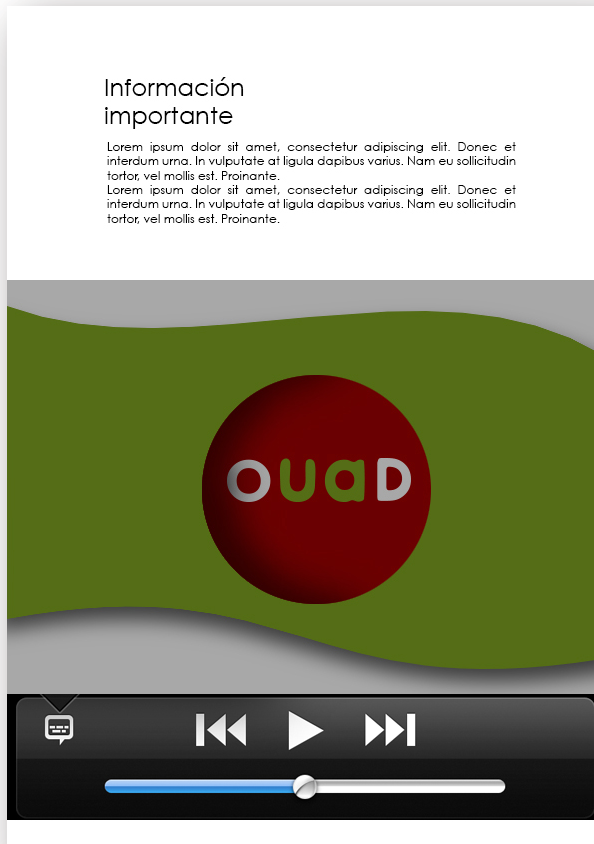 Información
importante
Lorem ipsum dolor sit amet, consectetur adipiscing elit. Donec et
interdum urna. In vulputate at ligula dapibus varius. Nam eu sollicitudin
tortor, vel mollis est. Proinante.
Lorem ipsum dolor sit amet, consectetur adipiscing elit. Donec et
interdum urna. In vulputate at ligula dapibus varius. Nam eu sollicitudin
tortor, vel mollis est. Proinante.
OUaD